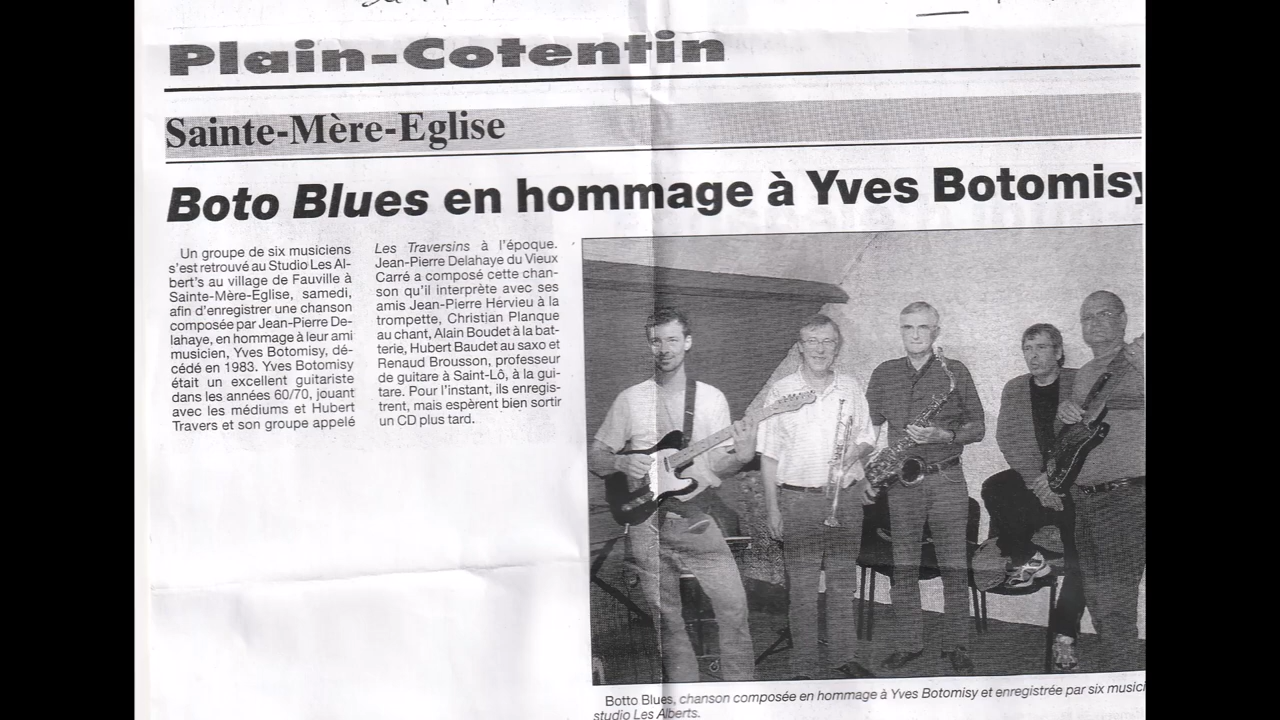 Plain-Cotentin
Sainte-Mère-Eglise
Boto Blues en hommage à Yves Botomisy
Un groupe de six musiciens
s'est retrouvé au Studio Les Al-
bert's au village de Fauville à
Sainte-Mère-Eglise, samedi,
afin d'enregistrer une chanson
composée par Jean-Pierre De-
lahaye, en hommage à leur ami
musicien, Yves Botomisy, dé-
cédé en 1983. Yves Botomisy
était un excellent guitariste
dans les années 60/70, jouant
avec les médiums et Hubert
Travers et son groupe appelé
Les Traversins à l'époque.
Jean-Pierre Delahaye du Vieux
Carré a composé cette chan-
son qu'il interprète avec ses
amis Jean-Pierre Hervieu à la
trompette, Christian Planque
au chant, Alain Boudet à la bat-
terie, Hubert Baudet au saxo et
Renaud Brousson, professeur
de guitare à Saint-Lô, à la gui-
tare. Pour l'instant, ils enregis-
trent, mais espèrent bien sortir
un CD plus tard.
Botto Blues, chanson composée en hommage à Yves Botomisy et enregistrée par six musici
studio Les Alberts.